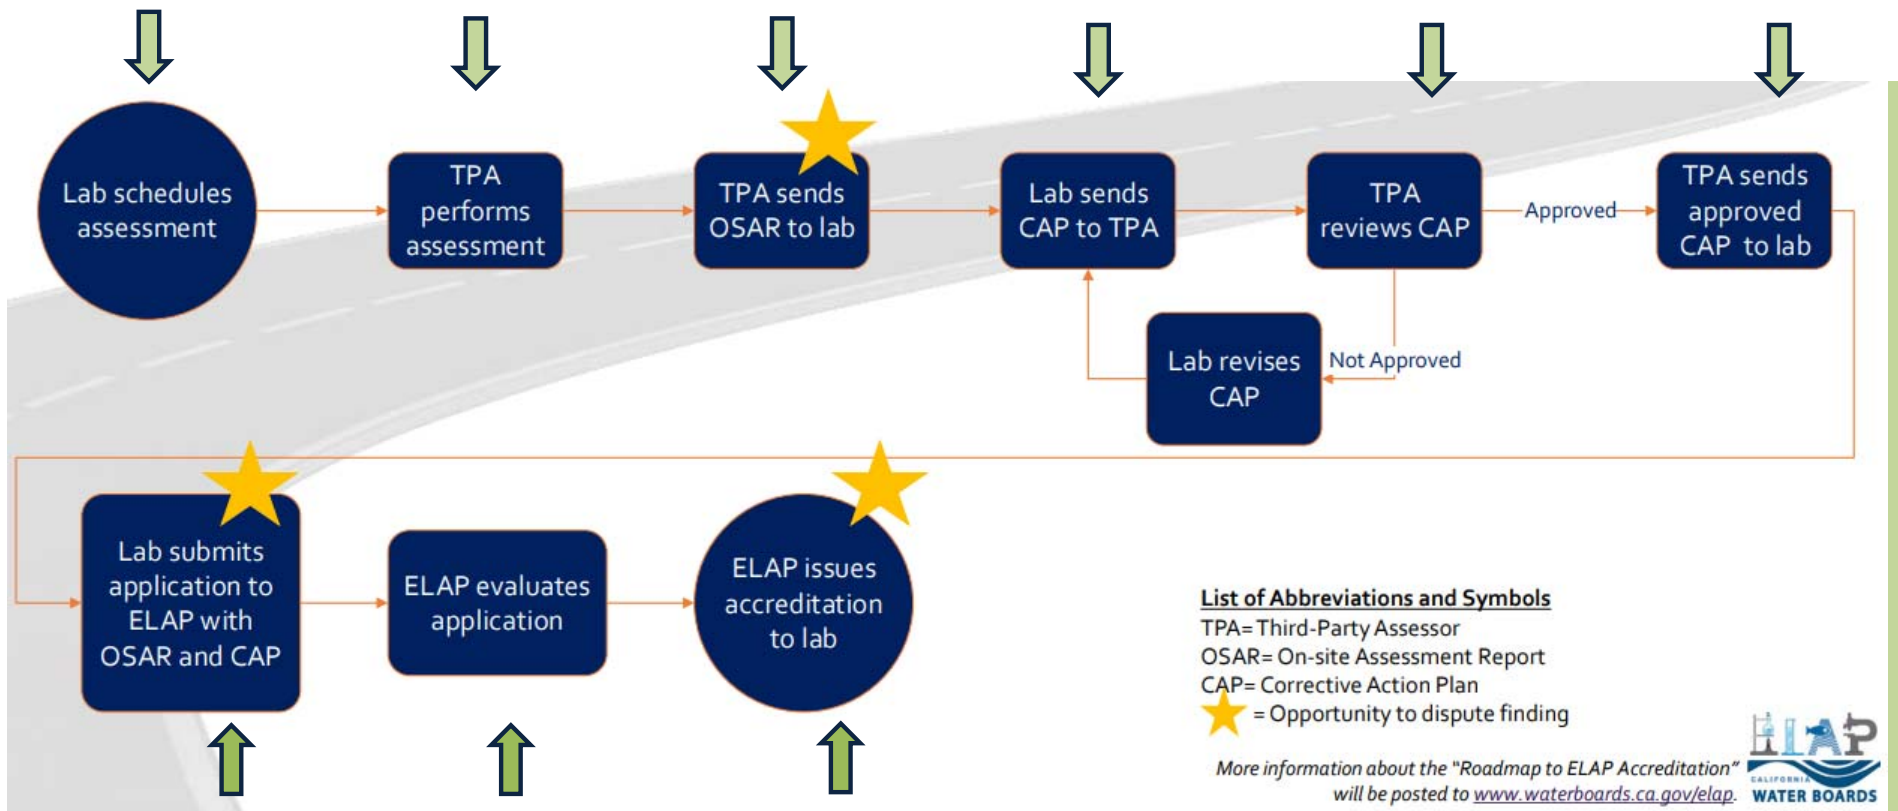 Lab schedules
assessment
TPA
performs
assessment
TPA sends
OSAR to lab
Lab sends
CAP to TPA
TPA
reviews CAP
Approved
TPA sends
approved
CAP to lab
Lab revises
CAP
Not Approved
Lab submits
application to
ELAP with
OSAR and CAP
ELAP evaluates
application
ELAP issues
accreditation
to lab
List of Abbreviations and Symbols
TPA= Third-Party Assessor
OSAR= On-site Assessment Report
CAP= Corrective Action Plan
= Opportunity to dispute finding
More information about the "Roadmap to ELAP Accreditation"
will be posted to www.waterboards.ca.gov/elap.
ELAP
CALIFORNIA
WATER BOARDS